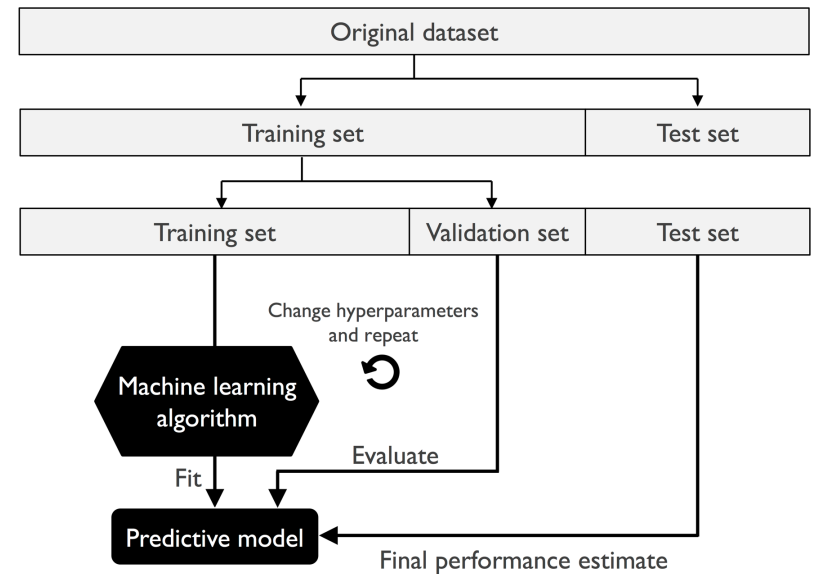 Original dataset
Training set
Test set
Training set
Validation set
Test set
Change hyperparameters
and repeat
Machine learning
algorithm
Evaluate
Fit
Predictive model
Final performance estimate